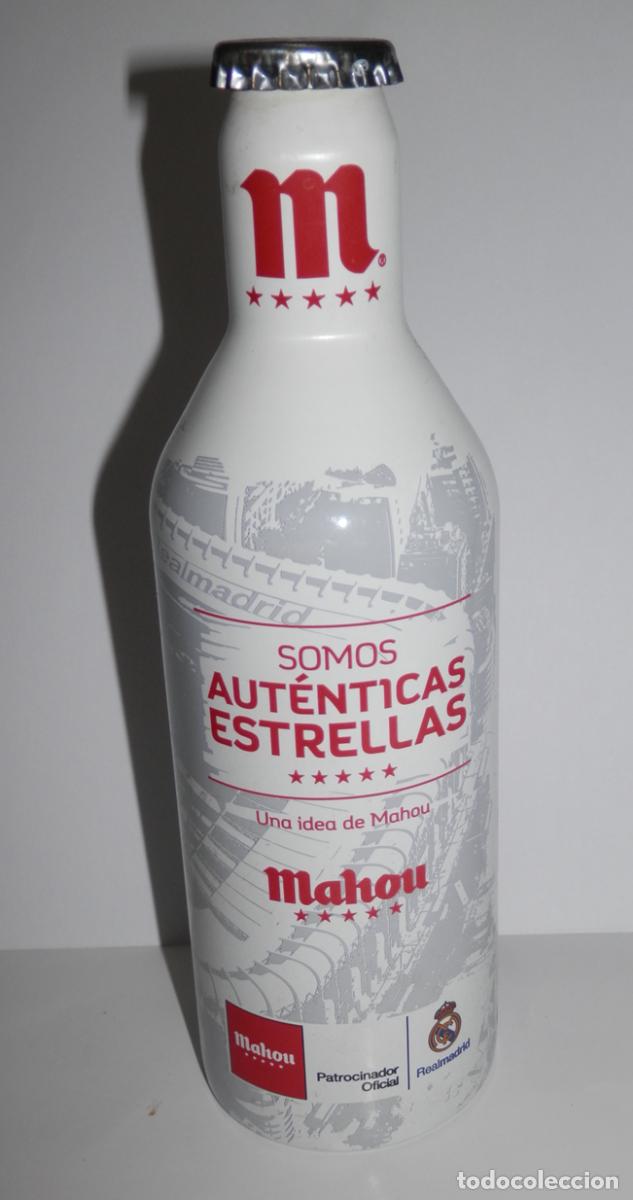 m®
realmadrid
SOMOS
AUTÉNTICAS
ESTRELLAS
Una idea de Mahou
Mahou
Mahou
Patrocinador
Oficial
Realmadrid
todocoleccion